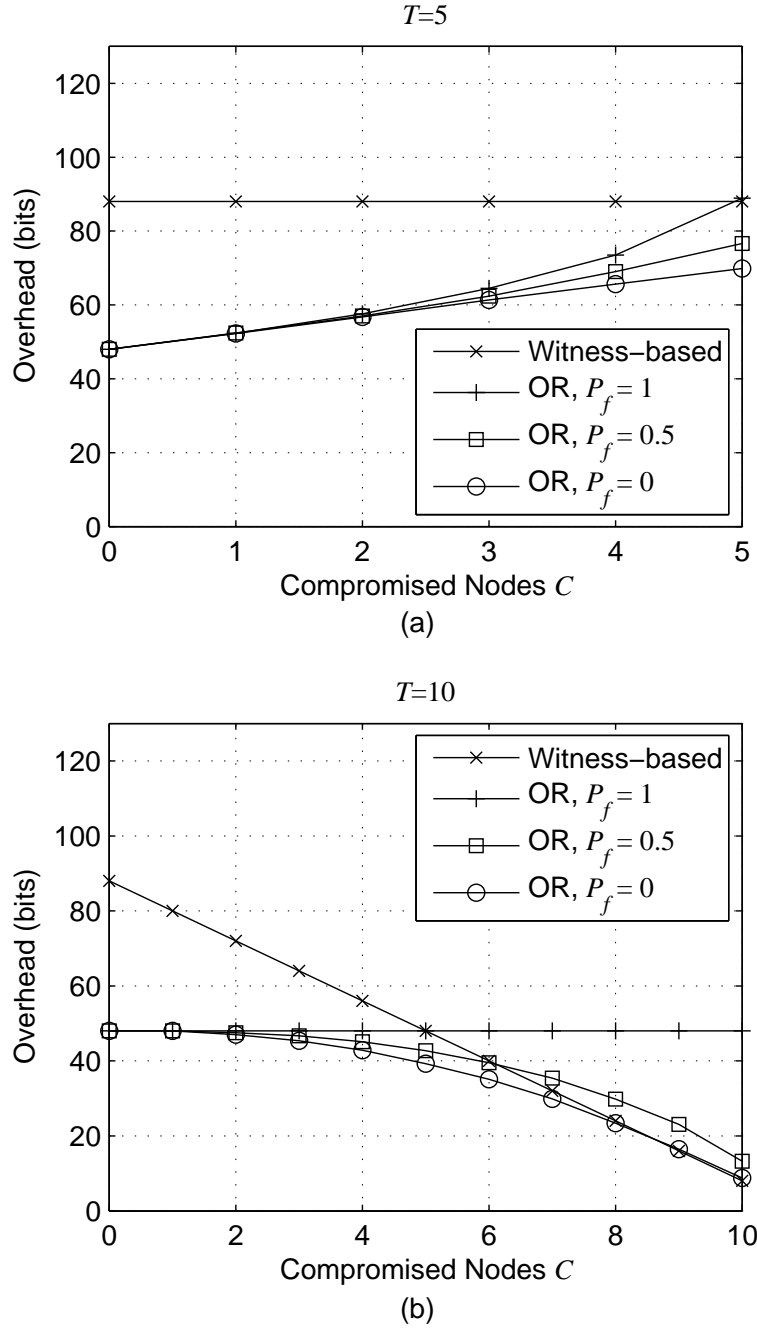 T=5
120
100
80
60
40
20
0
Overhead (bits)
Witness−based
OR, P_f = 1
OR, P_f = 0.5
OR, P_f = 0
0 1 2 3 4 5
Compromised Nodes C
(a)
T=10
120
100
80
60
40
20
0
Overhead (bits)
Witness−based
OR, P_f = 1
OR, P_f = 0.5
OR, P_f = 0
0 2 4 6 8 10
Compromised Nodes C
(b)